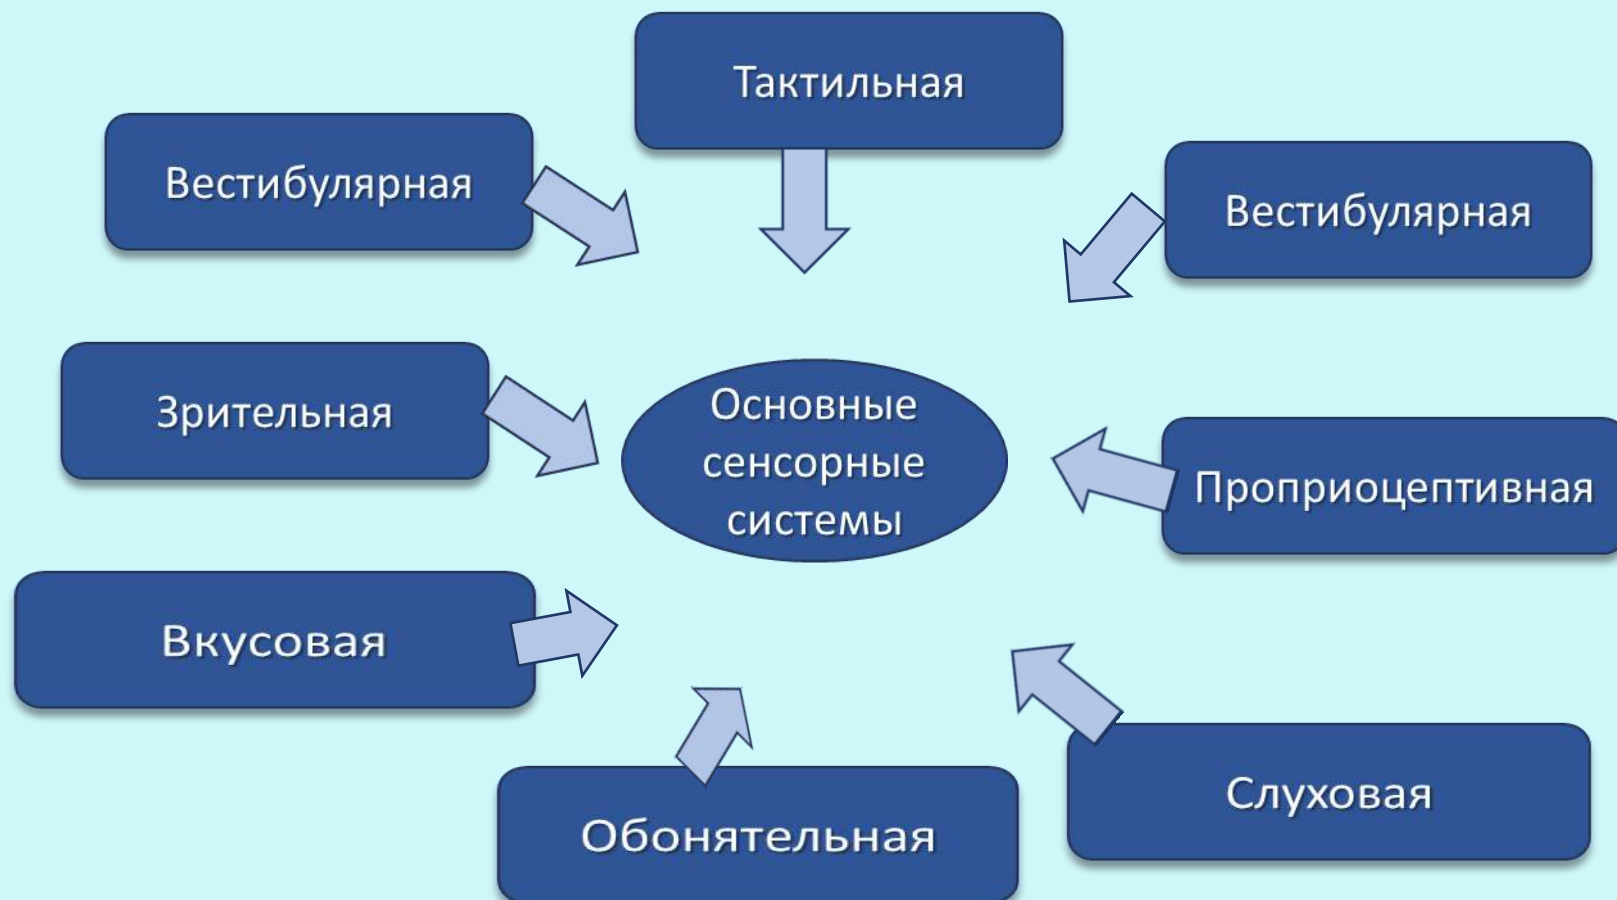 Тактильная
Вестибулярная
Вестибулярная
Зрительная
Основные
сенсорные
системы
Проприоцептивная
Вкусовая
Слуховая
Обонятельная